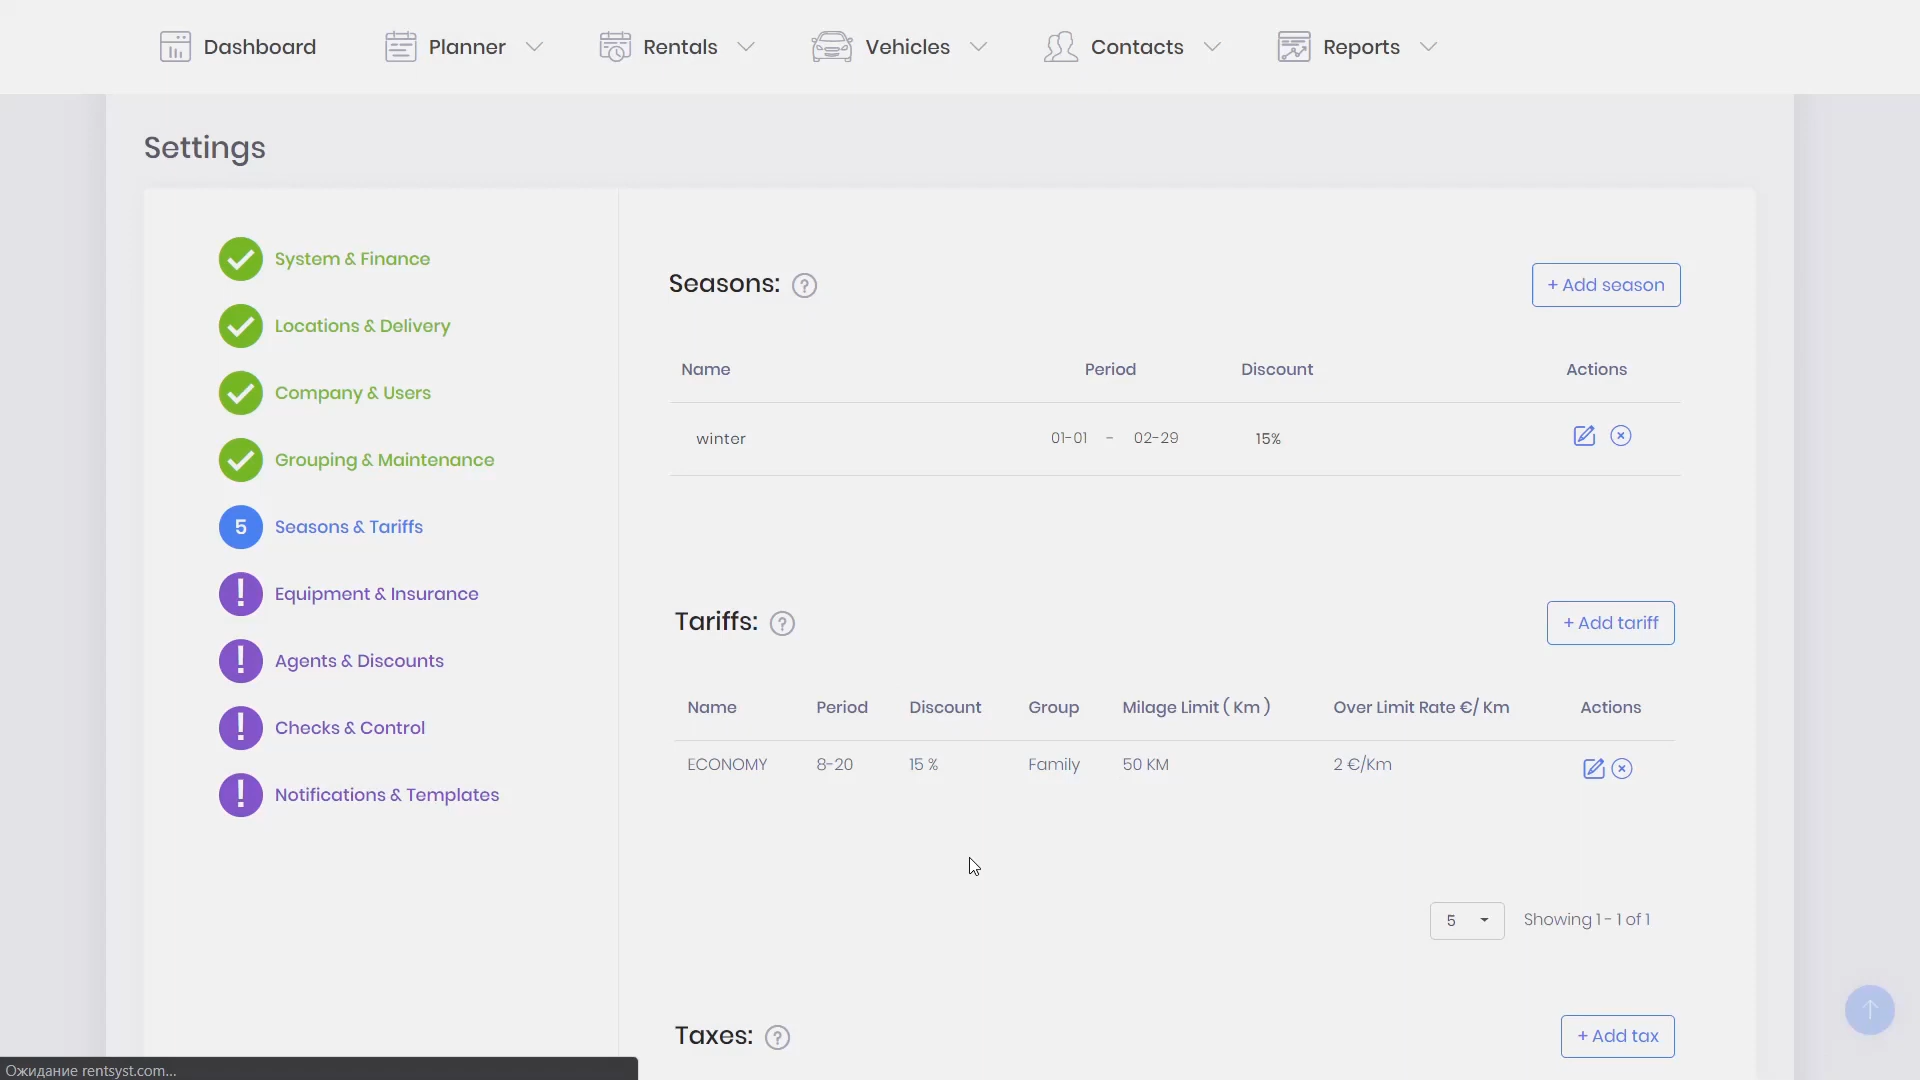 Dashboard Planner Rentals Vehicles Contacts Reports
Settings
System & Finance
Locations & Delivery
Company & Users
Grouping & Maintenance
5 Seasons & Tariffs
! Equipment & Insurance
! Agents & Discounts
! Checks & Control
! Notifications & Templates
Seasons: ? + Add season
Name Period Discount Actions
winter 01-01 - 02-29 15%
Tariffs: ? + Add tariff
Name Period Discount Group Milage Limit ( Km ) Over Limit Rate €/ Km Actions
ECONOMY 8-20 15 % Family 50 KM 2 €/Km
5 Showing 1 - 1 of 1
Taxes: ? + Add tax
Ожидание rentsyst.com...